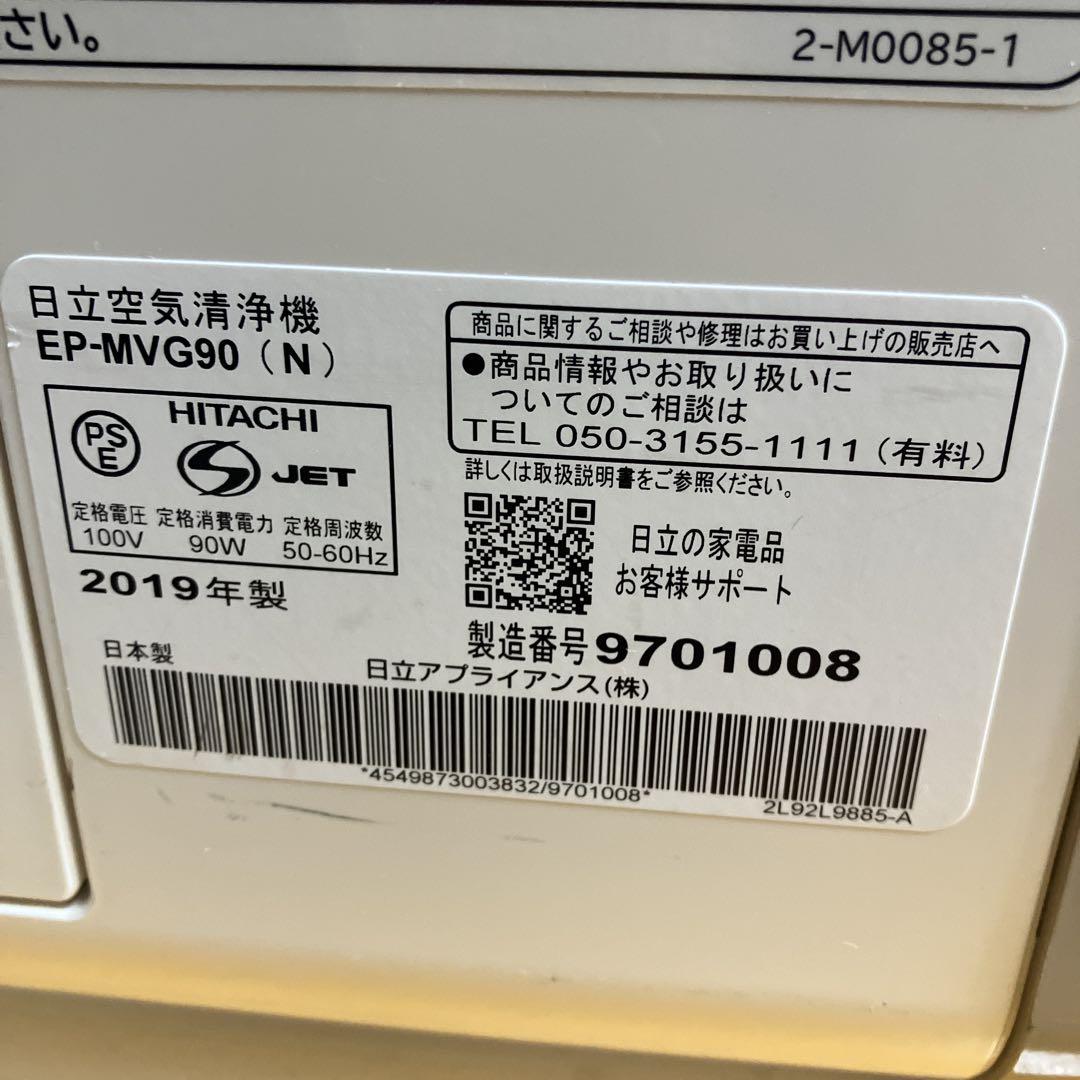 さい。
2-M0085-1
日立空気清浄機
EP-MVG90（N）
PS
E
HITACHI
S JET
定格電圧 定格消費電力 定格周波数
100V 90W 50-60Hz
2019年製
商品に関するご相談や修理はお買い上げの販売店へ
●商品情報やお取り扱いに
ついてのご相談は
TEL 050-3155-1111（有料）
詳しくは取扱説明書をご参照ください。
日立の家電品
お客様サポート
製造番号9701008
日本製
日立アプライアンス(株)
*4549873003832/9701008*
2L92L9885-A